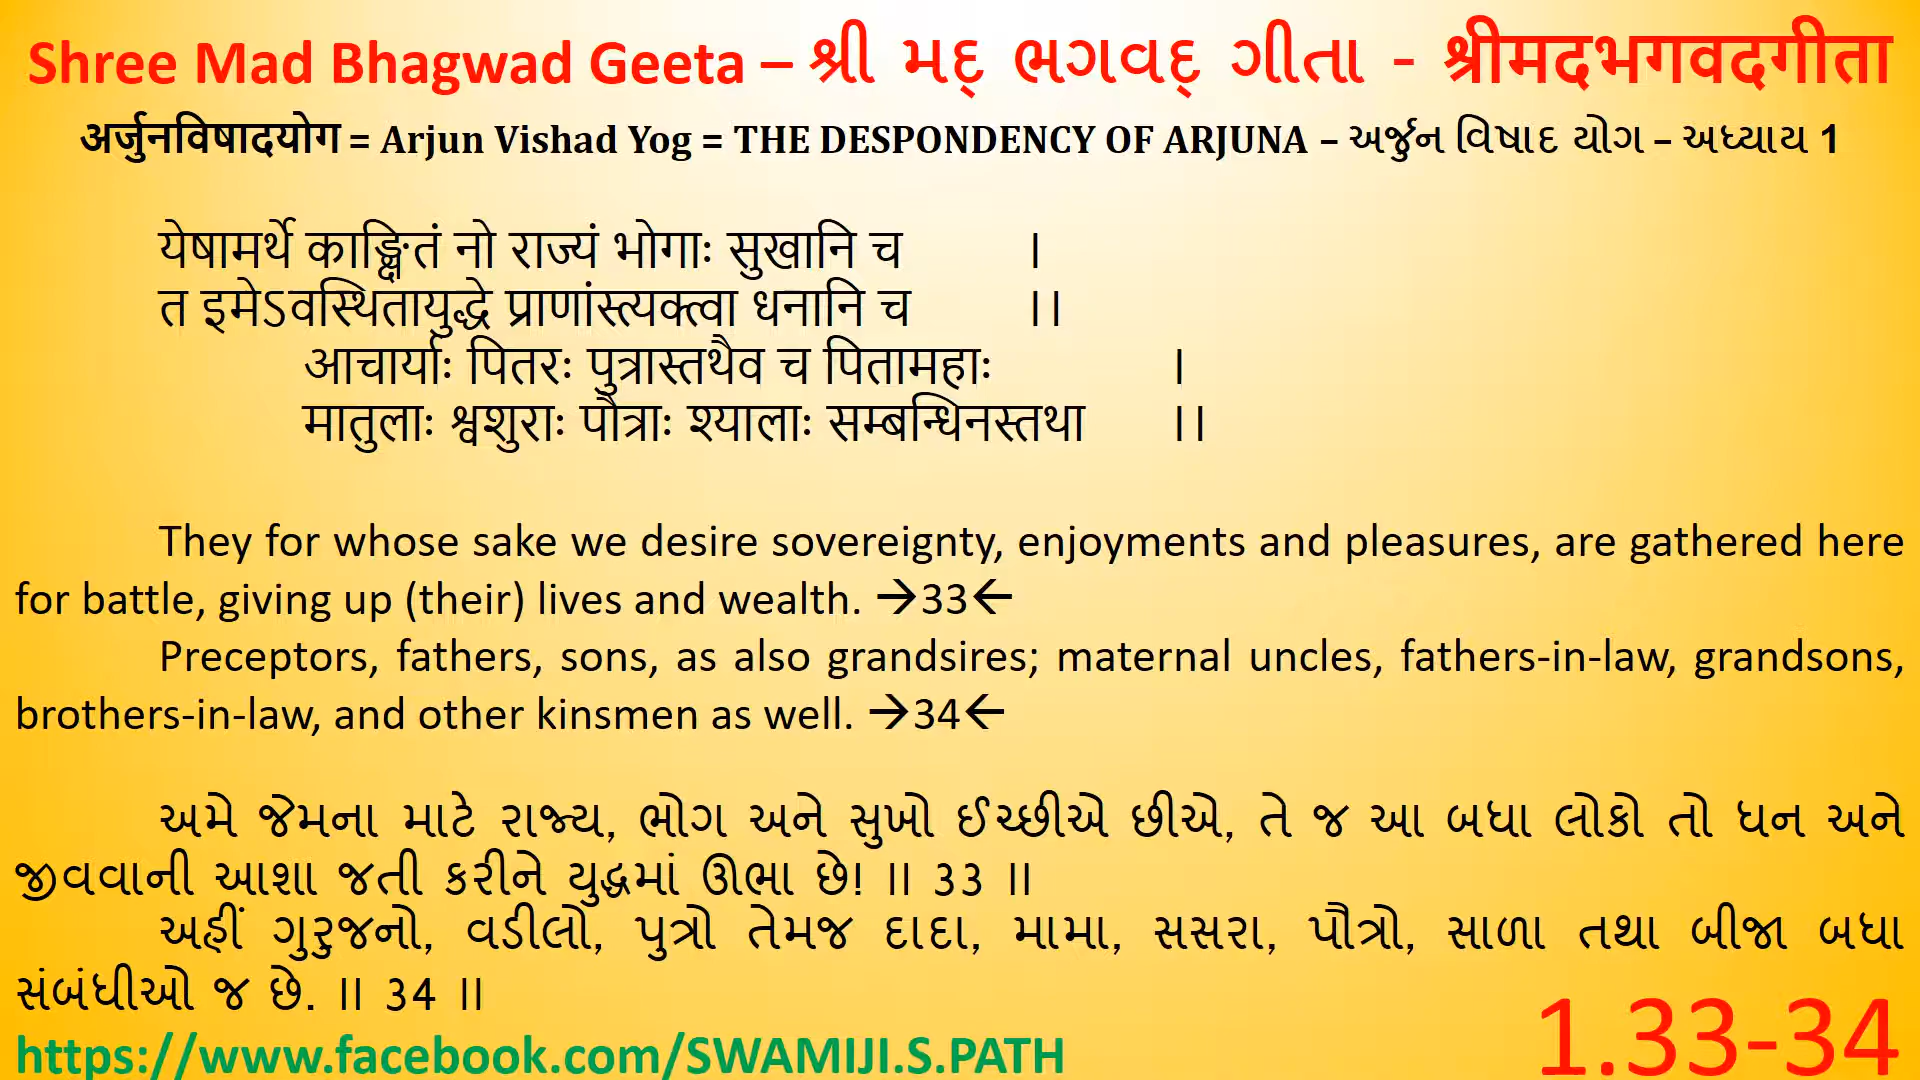 Shree Mad Bhagwad Geeta – શ્રી મદ્ ભગવદ્ ગીતા - श्रीमदभगवदगीता
अर्जुनविषादयोग = Arjun Vishad Yog = THE DESPONDENCY OF ARJUNA – અર્જુન વિષાદ યોગ – અધ્યાય 1
येषामर्थे काङ्क्षितं नो राज्यं भोगाः सुखानि च ।
त इमेऽवस्थितायुद्धे प्राणांस्त्यक्त्वा धनानि च ।।
आचार्याः पितरः पुत्रास्तथैव च पितामहाः ।
मातुलाः श्वशुराः पौत्राः श्यालाः सम्बन्धिनस्तथा ।।
They for whose sake we desire sovereignty, enjoyments and pleasures, are gathered here
for battle, giving up (their) lives and wealth. →33←
Preceptors, fathers, sons, as also grandsires; maternal uncles, fathers-in-law, grandsons,
brothers-in-law, and other kinsmen as well. →34←
અમે જેમના માટે રાજ્ય, ભોગ અને સુખો ઈચ્છીએ છીએ, તે જ આ બધા લોકો તો ધન અને
જીવવાની આશા જતી કરીને યુદ્ધમાં ઊભા છે! ।। ૩૩ ।।
અહીં ગુરુજનો, વડીલો, પુત્રો તેમજ દાદા, મામા, સસરા, પૌત્રો, સાળા તથા બીજા બધા
સંબંધીઓ જ છે. ।। ૩૪ ।।
https://www.facebook.com/SWAMIJI.S.PATH
1.33-34